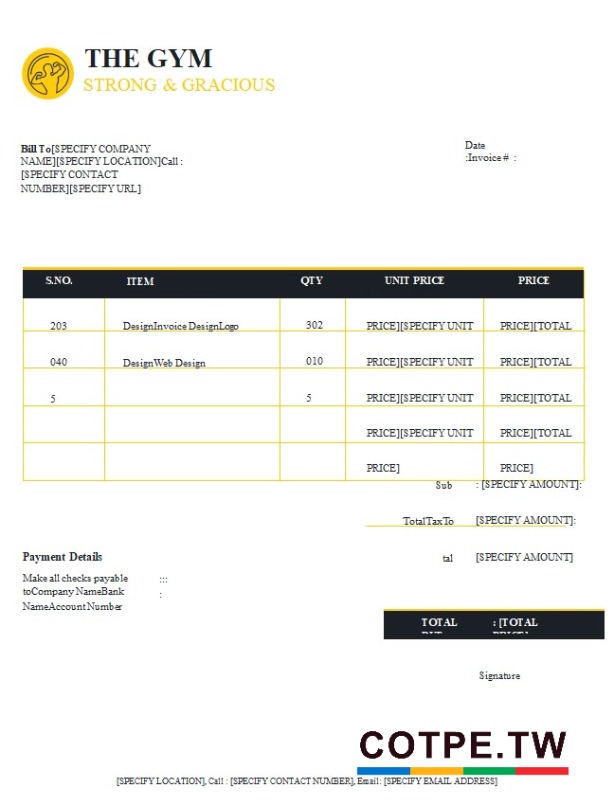 THE GYM
STRONG & GRACIOUS
Bill To[SPECIFY COMPANY
NAME][SPECIFY LOCATION]Call :
[SPECIFY CONTACT
NUMBER][SPECIFY URL]
Date
:Invoice # :
S.NO. ITEM QTY UNIT PRICE PRICE
203 DesignInvoice DesignLogo 302 PRICE][SPECIFY UNIT PRICE][TOTAL
040 DesignWeb Design 010 PRICE][SPECIFY UNIT PRICE][TOTAL
5 5 PRICE][SPECIFY UNIT PRICE][TOTAL
PRICE][SPECIFY UNIT PRICE][TOTAL
PRICE] PRICE]
Sub : [SPECIFY AMOUNT]:
TotalTaxTo [SPECIFY AMOUNT]:
tal [SPECIFY AMOUNT]
Payment Details
Make all checks payable :::
toCompany NameBank :
NameAccount Number
TOTAL : [TOTAL
Signature
COTPE.TW
[SPECIFY LOCATION], Call : [SPECIFY CONTACT NUMBER], Email: [SPECIFY EMAIL ADDRESS]